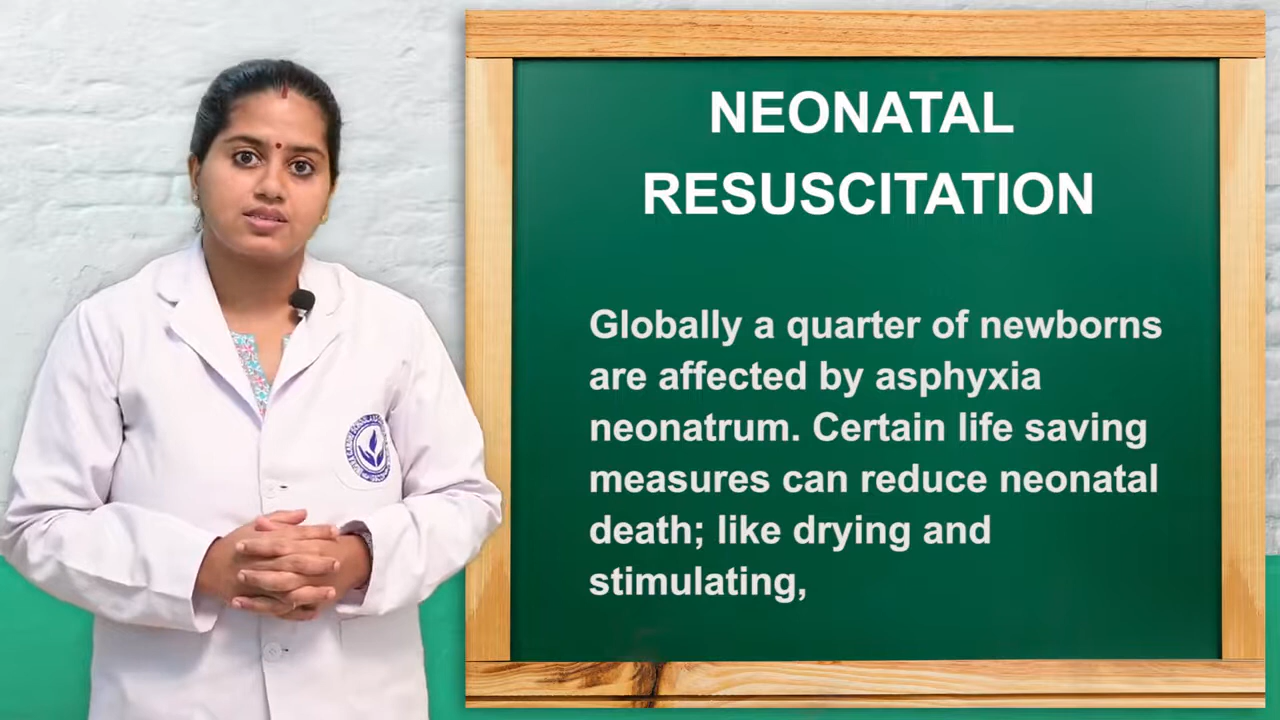 NEONATAL
RESUSCITATION
Globally a quarter of newborns
are affected by asphyxia
neonatrum. Certain life saving
measures can reduce neonatal
death; like drying and
stimulating,